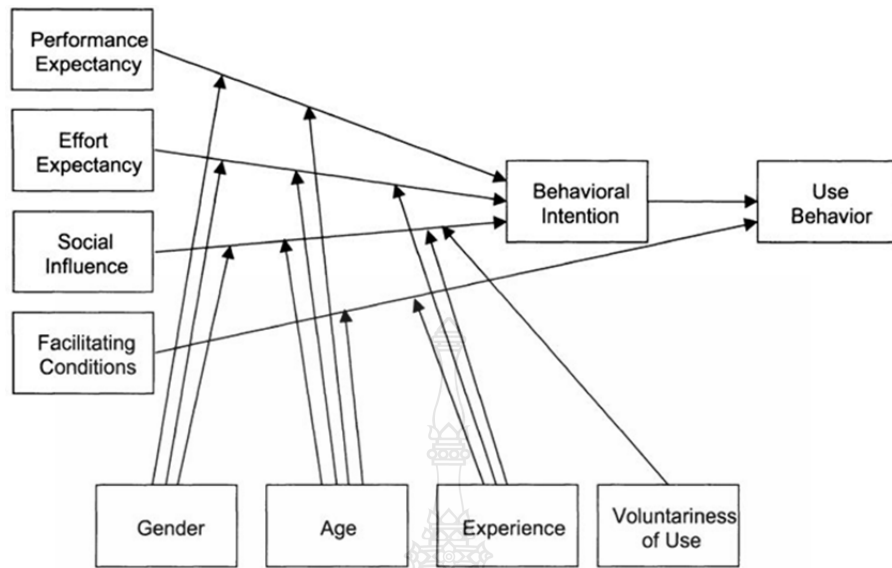 Performance
Expectancy
Effort
Expectancy
Social
Influence
Facilitating
Conditions
Behavioral
Intention
Use
Behavior
Gender
Age
Experience
Voluntariness
of Use